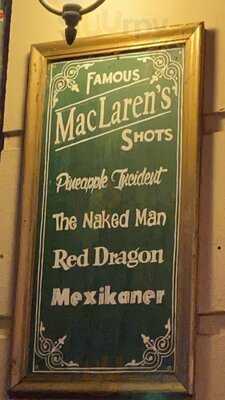 Famous
MacLaren's
Shots
Pineapple Incident
The Naked Man
Red Dragon
Mexikaner